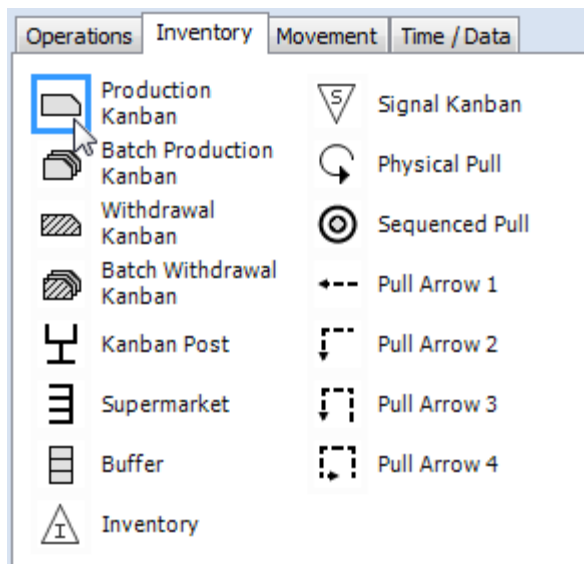 Operations Inventory Movement Time / Data
Production
Kanban
Batch Production
Kanban
Withdrawal
Kanban
Batch Withdrawal
Kanban
Kanban Post
Supermarket
Buffer
I
Inventory
S
Signal Kanban
Physical Pull
Sequenced Pull
Pull Arrow 1
Pull Arrow 2
Pull Arrow 3
Pull Arrow 4